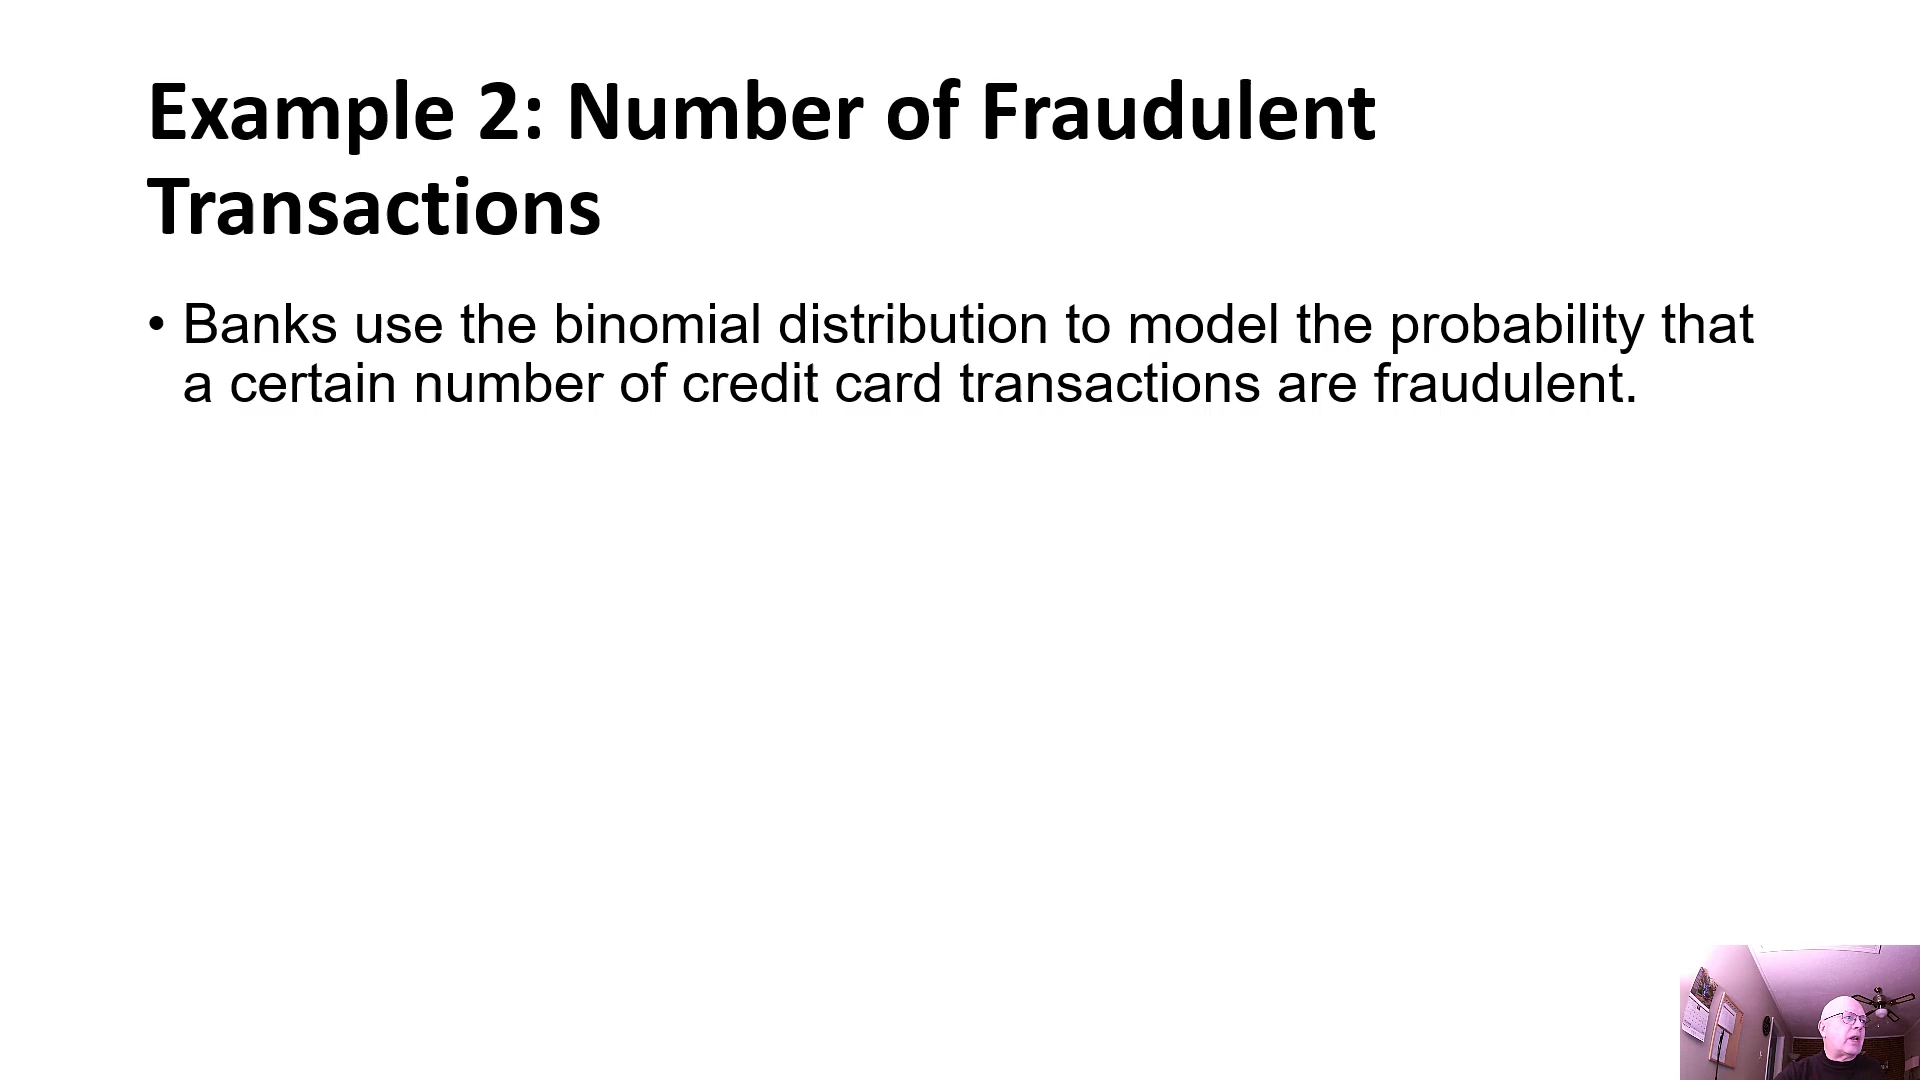 Example 2: Number of Fraudulent
Transactions
• Banks use the binomial distribution to model the probability that
a certain number of credit card transactions are fraudulent.